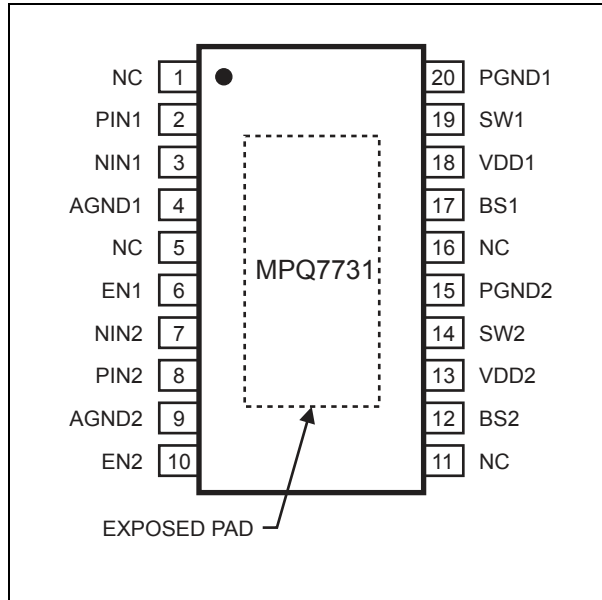 NC 1 20 PGND1
PIN1 2 19 SW1
NIN1 3 18 VDD1
AGND1 4 17 BS1
NC 5 16 NC
MPQ7731
EN1 6 15 PGND2
NIN2 7 14 SW2
PIN2 8 13 VDD2
AGND2 9 12 BS2
EN2 10 11 NC
EXPOSED PAD